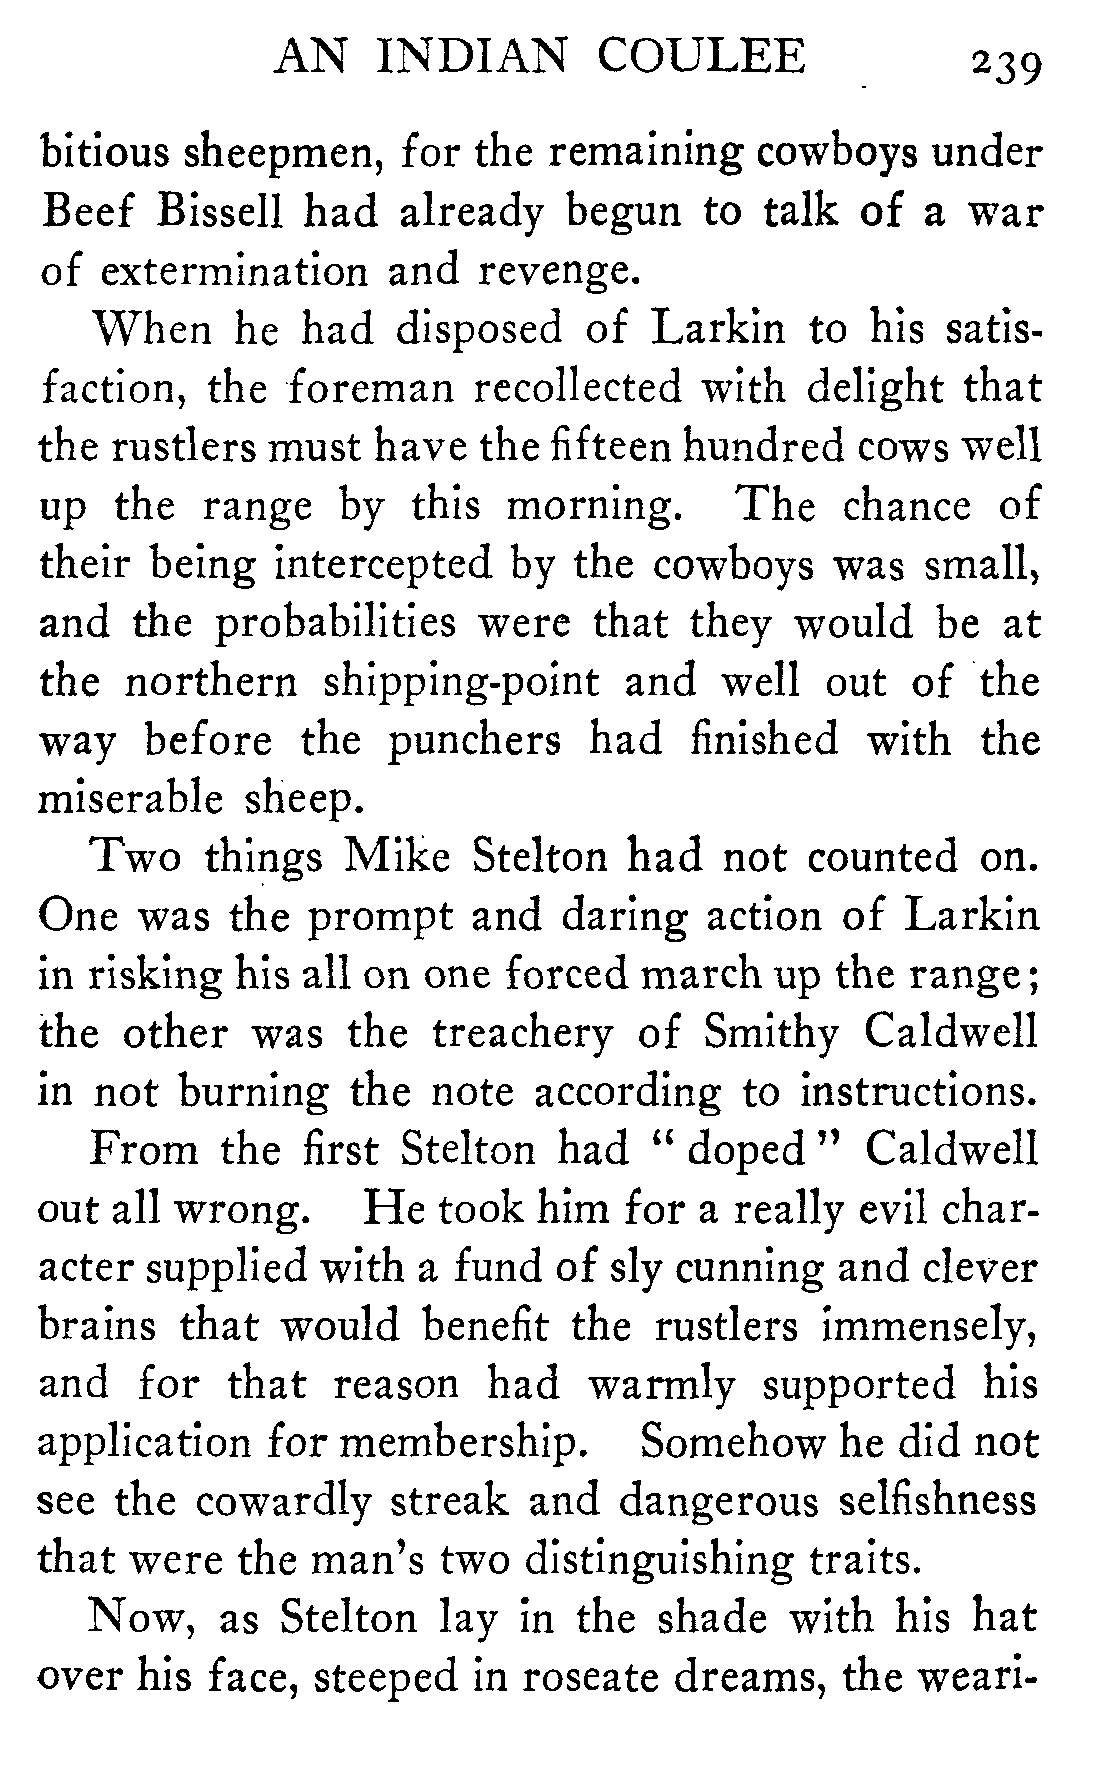 AN INDIAN COULEE 239
bitious sheepmen, for the remaining cowboys under
Beef Bissell had already begun to talk of a war
of extermination and revenge.
When he had disposed of Larkin to his satis-
faction, the foreman recollected with delight that
the rustlers must have the fifteen hundred cows well
up the range by this morning. The chance of
their being intercepted by the cowboys was small,
and the probabilities were that they would be at
the northern shipping-point and well out of the
way before the punchers had finished with the
miserable sheep.
Two things Mike Stelton had not counted on.
One was the prompt and daring action of Larkin
in risking his all on one forced march up the range;
the other was the treachery of Smithy Caldwell
in not burning the note according to instructions.
From the first Stelton had “ doped ” Caldwell
out all wrong. He took him for a really evil char-
acter supplied with a fund of sly cunning and clever
brains that would benefit the rustlers immensely,
and for that reason had warmly supported his
application for membership. Somehow he did not
see the cowardly streak and dangerous selfishness
that were the man’s two distinguishing traits.
Now, as Stelton lay in the shade with his hat
over his face, steeped in roseate dreams, the weari-